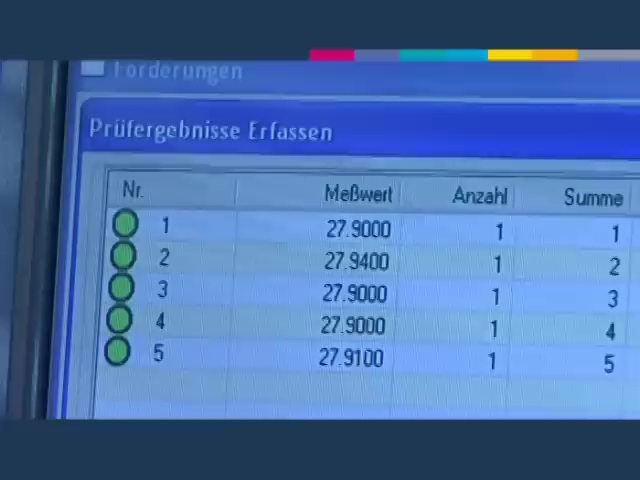 Forderungen
Prüfergebnisse Erfassen
Nr. Meßwert Anzahl Summe
1 27.9000 1 1
2 27.9400 1 2
3 27.9000 1 3
4 27.9000 1 4
5 27.9100 1 5